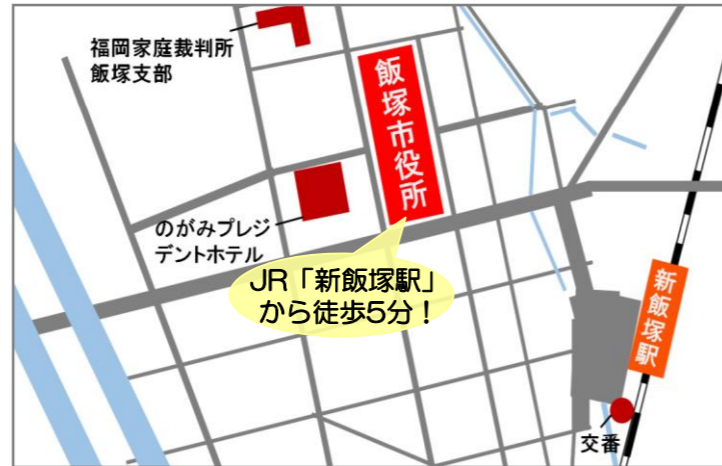 福岡家庭裁判所
飯塚支部
飯塚市役所
のがみプレジ
デントホテル
JR「新飯塚駅」
から徒歩5分！
新飯塚駅
交番